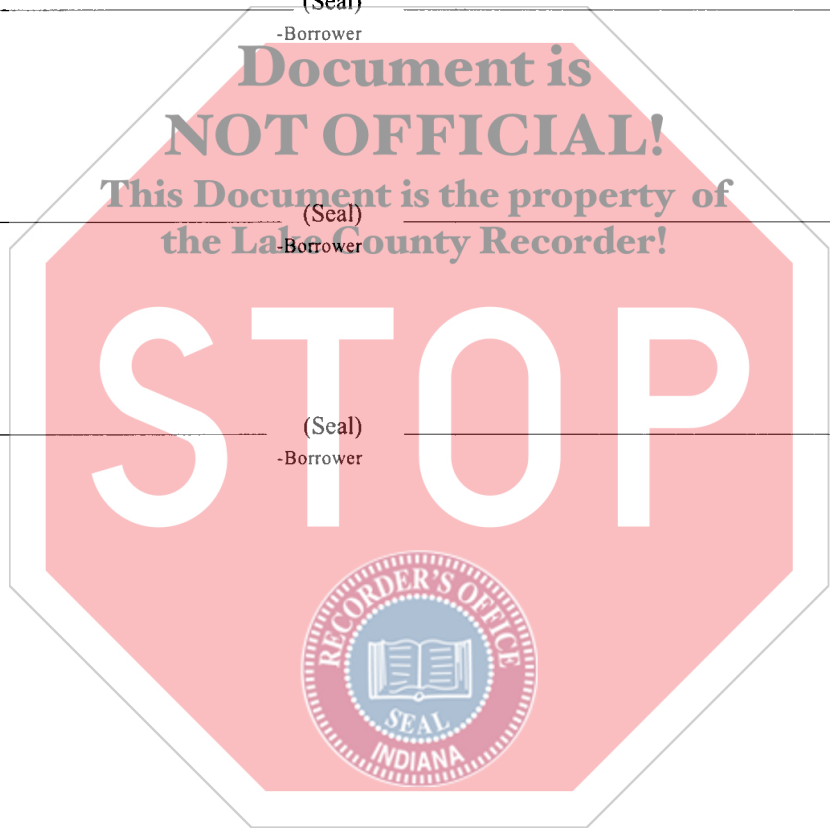 (Seal)
-Borrower
Document is
NOT OFFICIAL!
This Document is the property of
(Seal)
the Lake County Recorder!
-Borrower
STOP
(Seal)
-Borrower
RECORDER'S OFFICE
SEAL
INDIANA